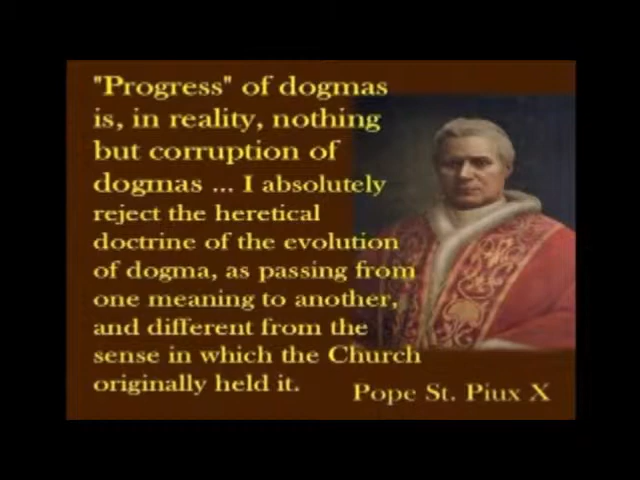 "Progress" of dogmas
is, in reality, nothing
but corruption of
dogmas ... I absolutely
reject the heretical
doctrine of the evolution
of dogma, as passing from
one meaning to another,
and different from the
sense in which the Church
originally held it.
Pope St. Piux X